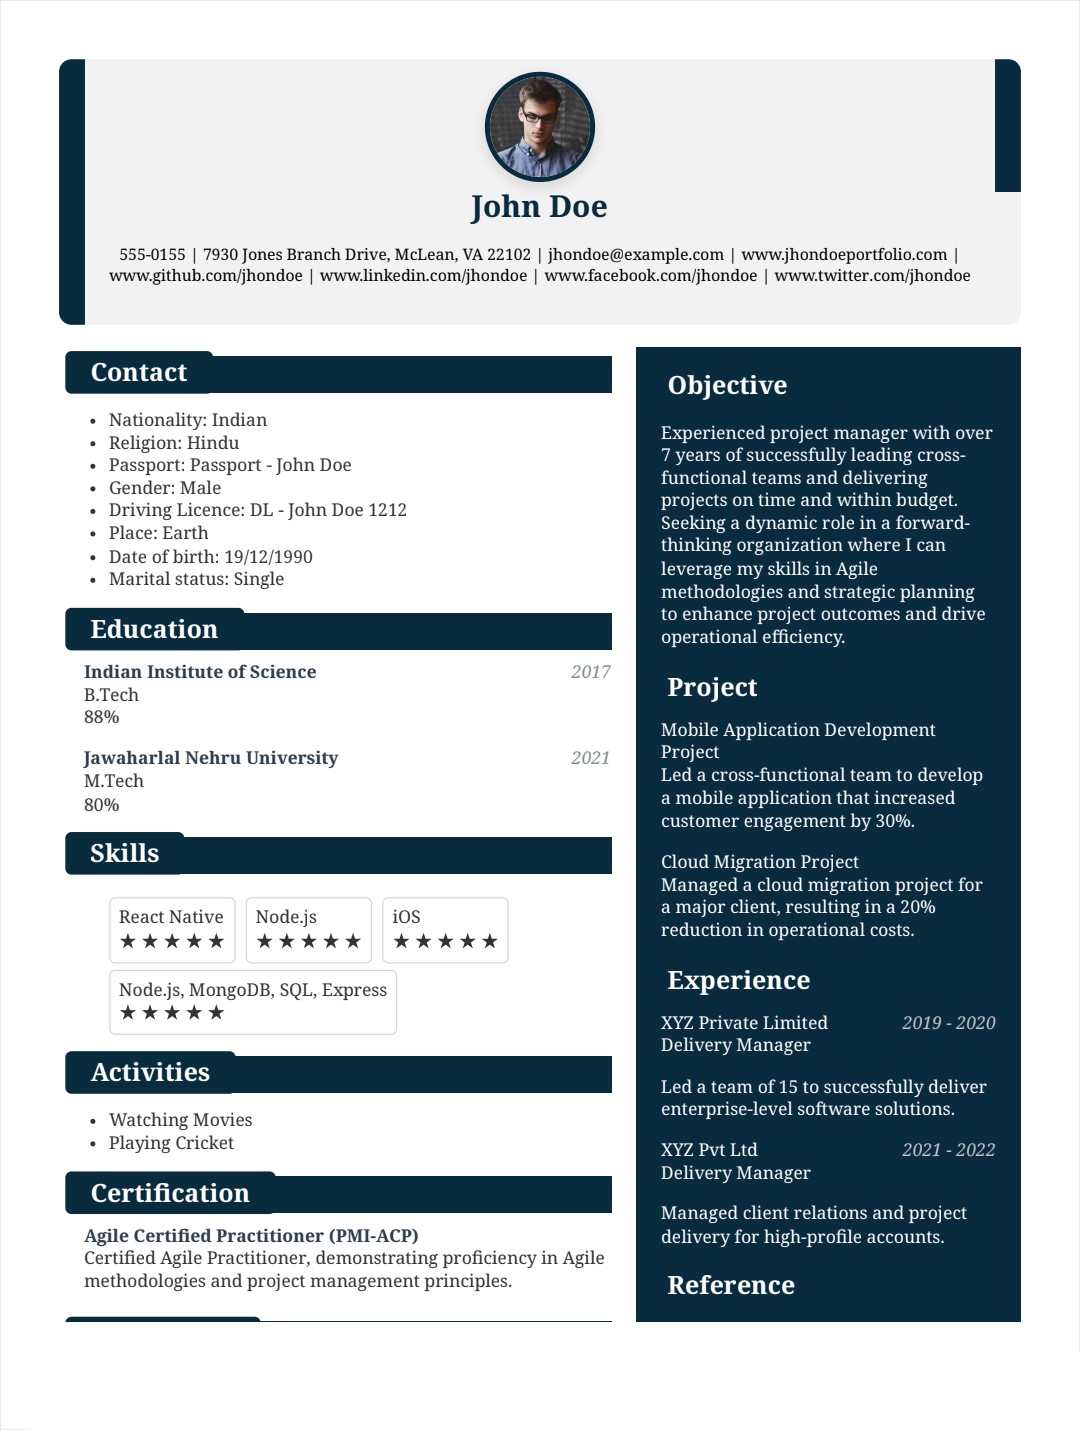 John Doe
555-0155 | 7930 Jones Branch Drive, McLean, VA 22102 | jhondoe@example.com | www.jhondoeportfolio.com |
www.github.com/jhondoe | www.linkedin.com/jhondoe | www.facebook.com/jhondoe | www.twitter.com/jhondoe
Contact
• Nationality: Indian
• Religion: Hindu
• Passport: Passport - John Doe
• Gender: Male
• Driving Licence: DL - John Doe 1212
• Place: Earth
• Date of birth: 19/12/1990
• Marital status: Single
Education
Indian Institute of Science 2017
B.Tech
88%
Jawaharlal Nehru University 2021
M.Tech
80%
Skills
React Native
★★★★★
Node.js
★★★★★
iOS
★★★★★
Node.js, MongoDB, SQL, Express
★★★★★
Activities
• Watching Movies
• Playing Cricket
Certification
Agile Certified Practitioner (PMI-ACP)
Certified Agile Practitioner, demonstrating proficiency in Agile
methodologies and project management principles.
Objective
Experienced project manager with over
7 years of successfully leading cross-
functional teams and delivering
projects on time and within budget.
Seeking a dynamic role in a forward-
thinking organization where I can
leverage my skills in Agile
methodologies and strategic planning
to enhance project outcomes and drive
operational efficiency.
Project
Mobile Application Development
Project
Led a cross-functional team to develop
a mobile application that increased
customer engagement by 30%.
Cloud Migration Project
Managed a cloud migration project for
a major client, resulting in a 20%
reduction in operational costs.
Experience
XYZ Private Limited 2019 - 2020
Delivery Manager
Led a team of 15 to successfully deliver
enterprise-level software solutions.
XYZ Pvt Ltd 2021 - 2022
Delivery Manager
Managed client relations and project
delivery for high-profile accounts.
Reference